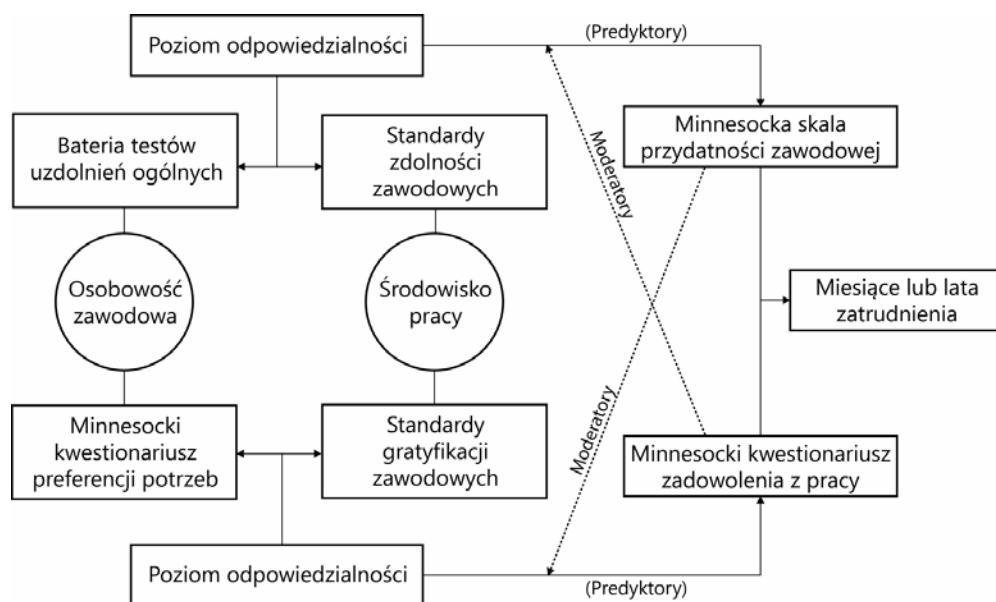 Poziom odpowiedzialności
(Predyktory)
Bateria testów
uzdolnień ogólnych
Standardy
zdolności
zawodowych
Moderatory
Minnesocka skala
przydatności zawodowej
Osobowość
zawodowa
Środowisko
pracy
Miesiące lub lata
zatrudnienia
Minnesocki
kwestionariusz
preferencji potrzeb
Standardy
gratyfikacji
zawodowych
Moderatory
Minnesocki kwestionariusz
zadowolenia z pracy
Poziom odpowiedzialności
(Predyktory)